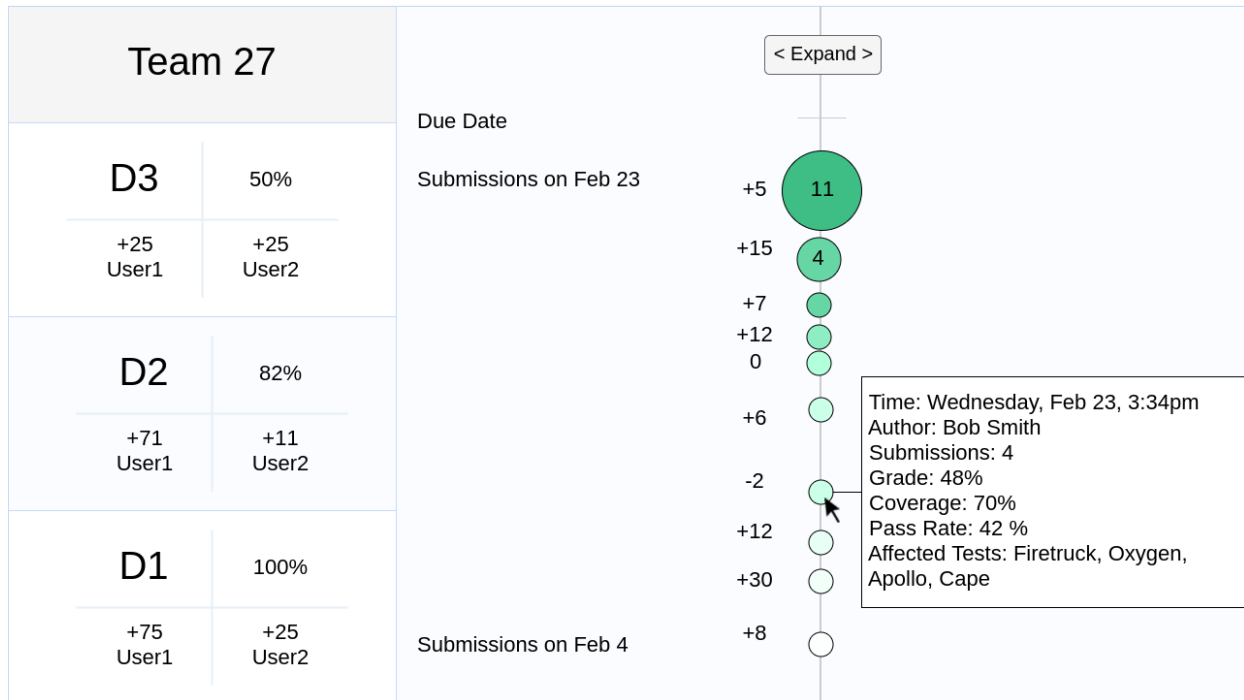 Team 27
D3
50%
+25
User1
+25
User2
D2
82%
+71
User1
+11
User2
D1
100%
+75
User1
+25
User2
< Expand >
Due Date
Submissions on Feb 23
+5
11
+15
4
+7
+12
0
+6
-2
+12
+30
Submissions on Feb 4
+8
Time: Wednesday, Feb 23, 3:34pm
Author: Bob Smith
Submissions: 4
Grade: 48%
Coverage: 70%
Pass Rate: 42 %
Affected Tests: Firetruck, Oxygen,
Apollo, Cape